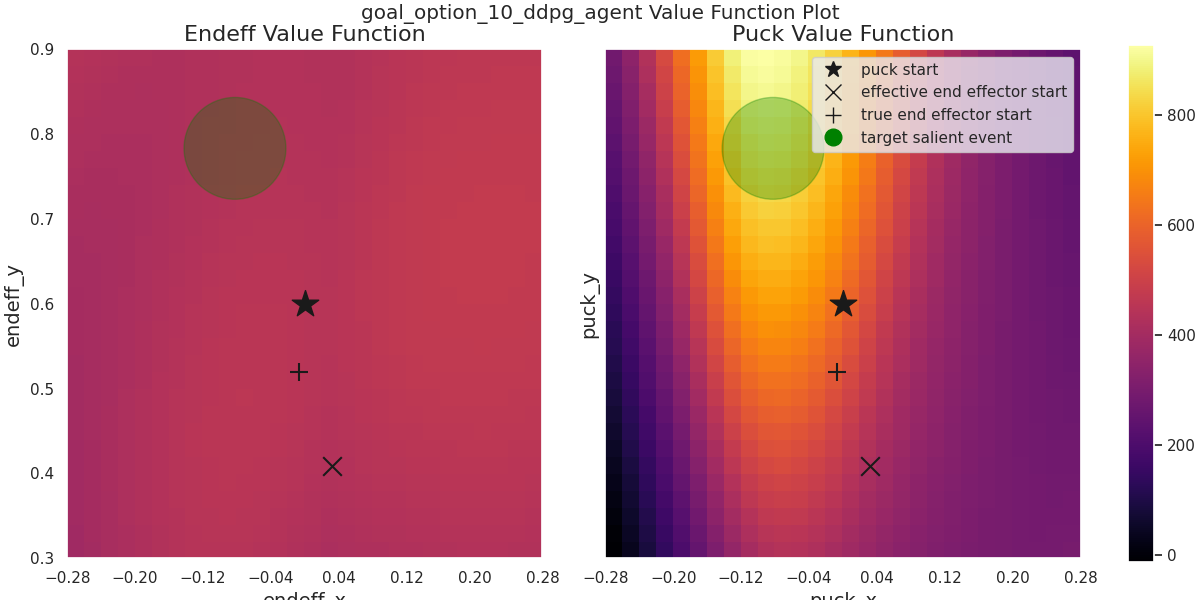 goal_option_10_ddpg_agent Value Function Plot
Endeff Value Function
Puck Value Function
puck start
effective end effector start
true end effector start
target salient event
endeff_y
0.9
0.8
0.7
0.6
0.5
0.4
0.3
−0.28 −0.20 −0.12 −0.04 0.04 0.12 0.20 0.28
endeff_x
puck_y
−0.28 −0.20 −0.12 −0.04 0.04 0.12 0.20 0.28
puck_x
800
600
400
200
0